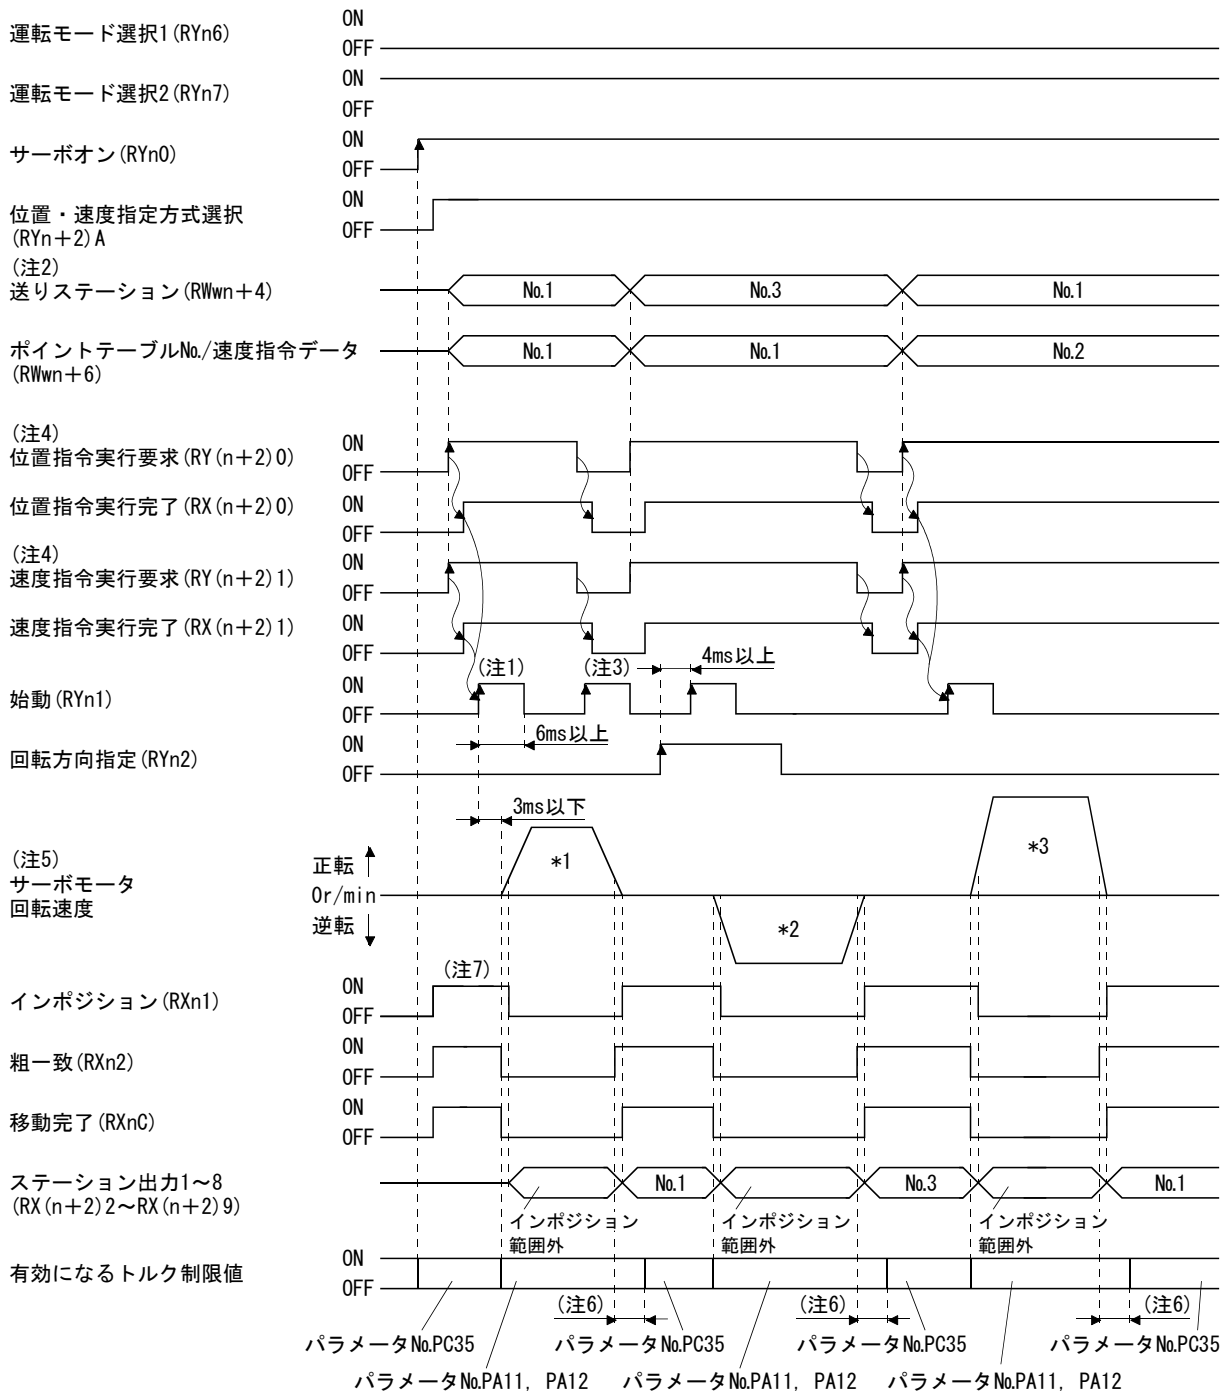 運転モード選択1(RYn6)
ON
OFF
運転モード選択2(RYn7)
ON
OFF
サーボオン(RYn0)
ON
OFF
位置・速度指定方式選択
(RYn+2)A
ON
OFF
(注2)
送りステーション(RWwn+4)
No.1
No.3
No.1
ポイントテーブルNo./速度指令データ
(RWwn+6)
No.1
No.1
No.2
(注4)
位置指令実行要求(RY(n+2)0)
ON
OFF
位置指令実行完了(RX(n+2)0)
ON
OFF
(注4)
速度指令実行要求(RY(n+2)1)
ON
OFF
速度指令実行完了(RX(n+2)1)
ON
OFF
(注1)
(注3)
4ms以上
始動(RYn1)
ON
OFF
6ms以上
回転方向指定(RYn2)
ON
OFF
3ms以下
(注5)
サーボモータ
回転速度
正転
0r/min
逆転
*1
*2
*3
(注7)
インポジション(RXn1)
ON
OFF
粗一致(RXn2)
ON
OFF
移動完了(RXnC)
ON
OFF
ステーション出力1～8
(RX(n+2)2～RX(n+2)9)
No.1
No.3
No.1
インポジション
範囲外
インポジション
範囲外
インポジション
範囲外
有効になるトルク制限値
ON
OFF
(注6)
(注6)
(注6)
パラメータNo.PC35
パラメータNo.PC35
パラメータNo.PC35
パラメータNo.PC35
パラメータNo.PA11, PA12
パラメータNo.PA11, PA12
パラメータNo.PA11, PA12